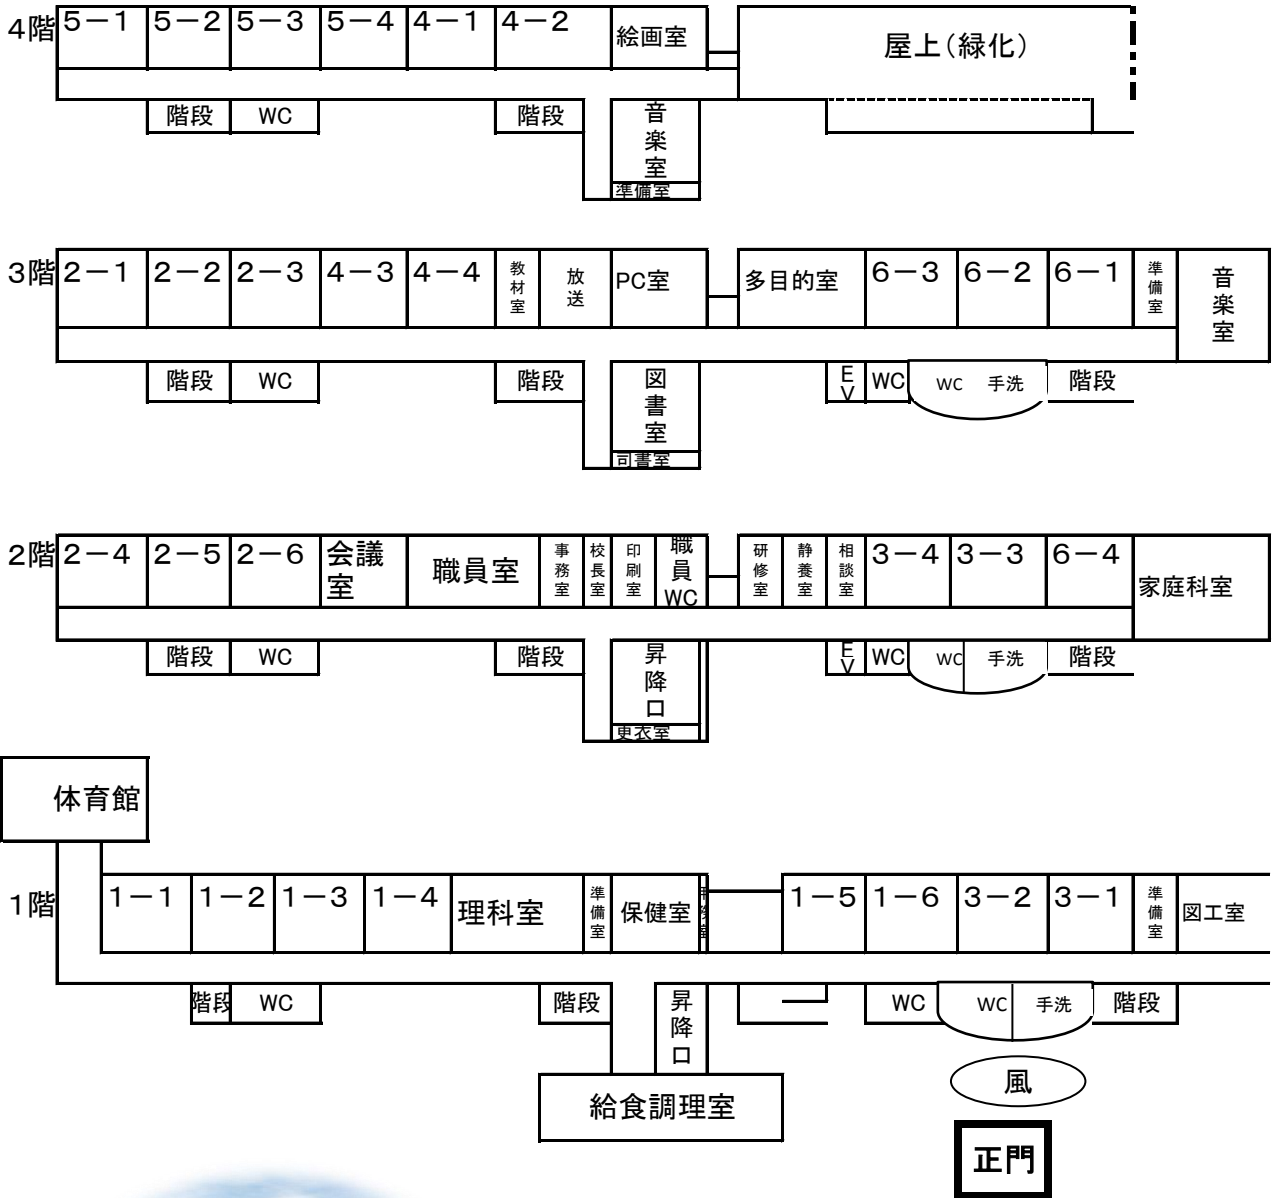 4階
5－1
5－2
5－3
5－4
4－1
4－2
絵画室
屋上（緑化）
階段
WC
階段
音楽室
準備室
3階
2－1
2－2
2－3
4－3
4－4
教材室
放送
PC室
多目的室
6－3
6－2
6－1
準備室
音楽室
階段
WC
階段
図書室
司書室
EV
WC
WC
手洗
階段
2階
2－4
2－5
2－6
会議室
職員室
事務室
校長室
印刷室
職員WC
研修室
静養室
相談室
3－4
3－3
6－4
家庭科室
階段
WC
階段
昇降口
更衣室
EV
WC
WC
手洗
階段
体育館
1階
1－1
1－2
1－3
1－4
理科室
準備室
保健室
1－5
1－6
3－2
3－1
準備室
図工室
階段
WC
階段
昇降口
WC
WC
手洗
階段
給食調理室
風
正門